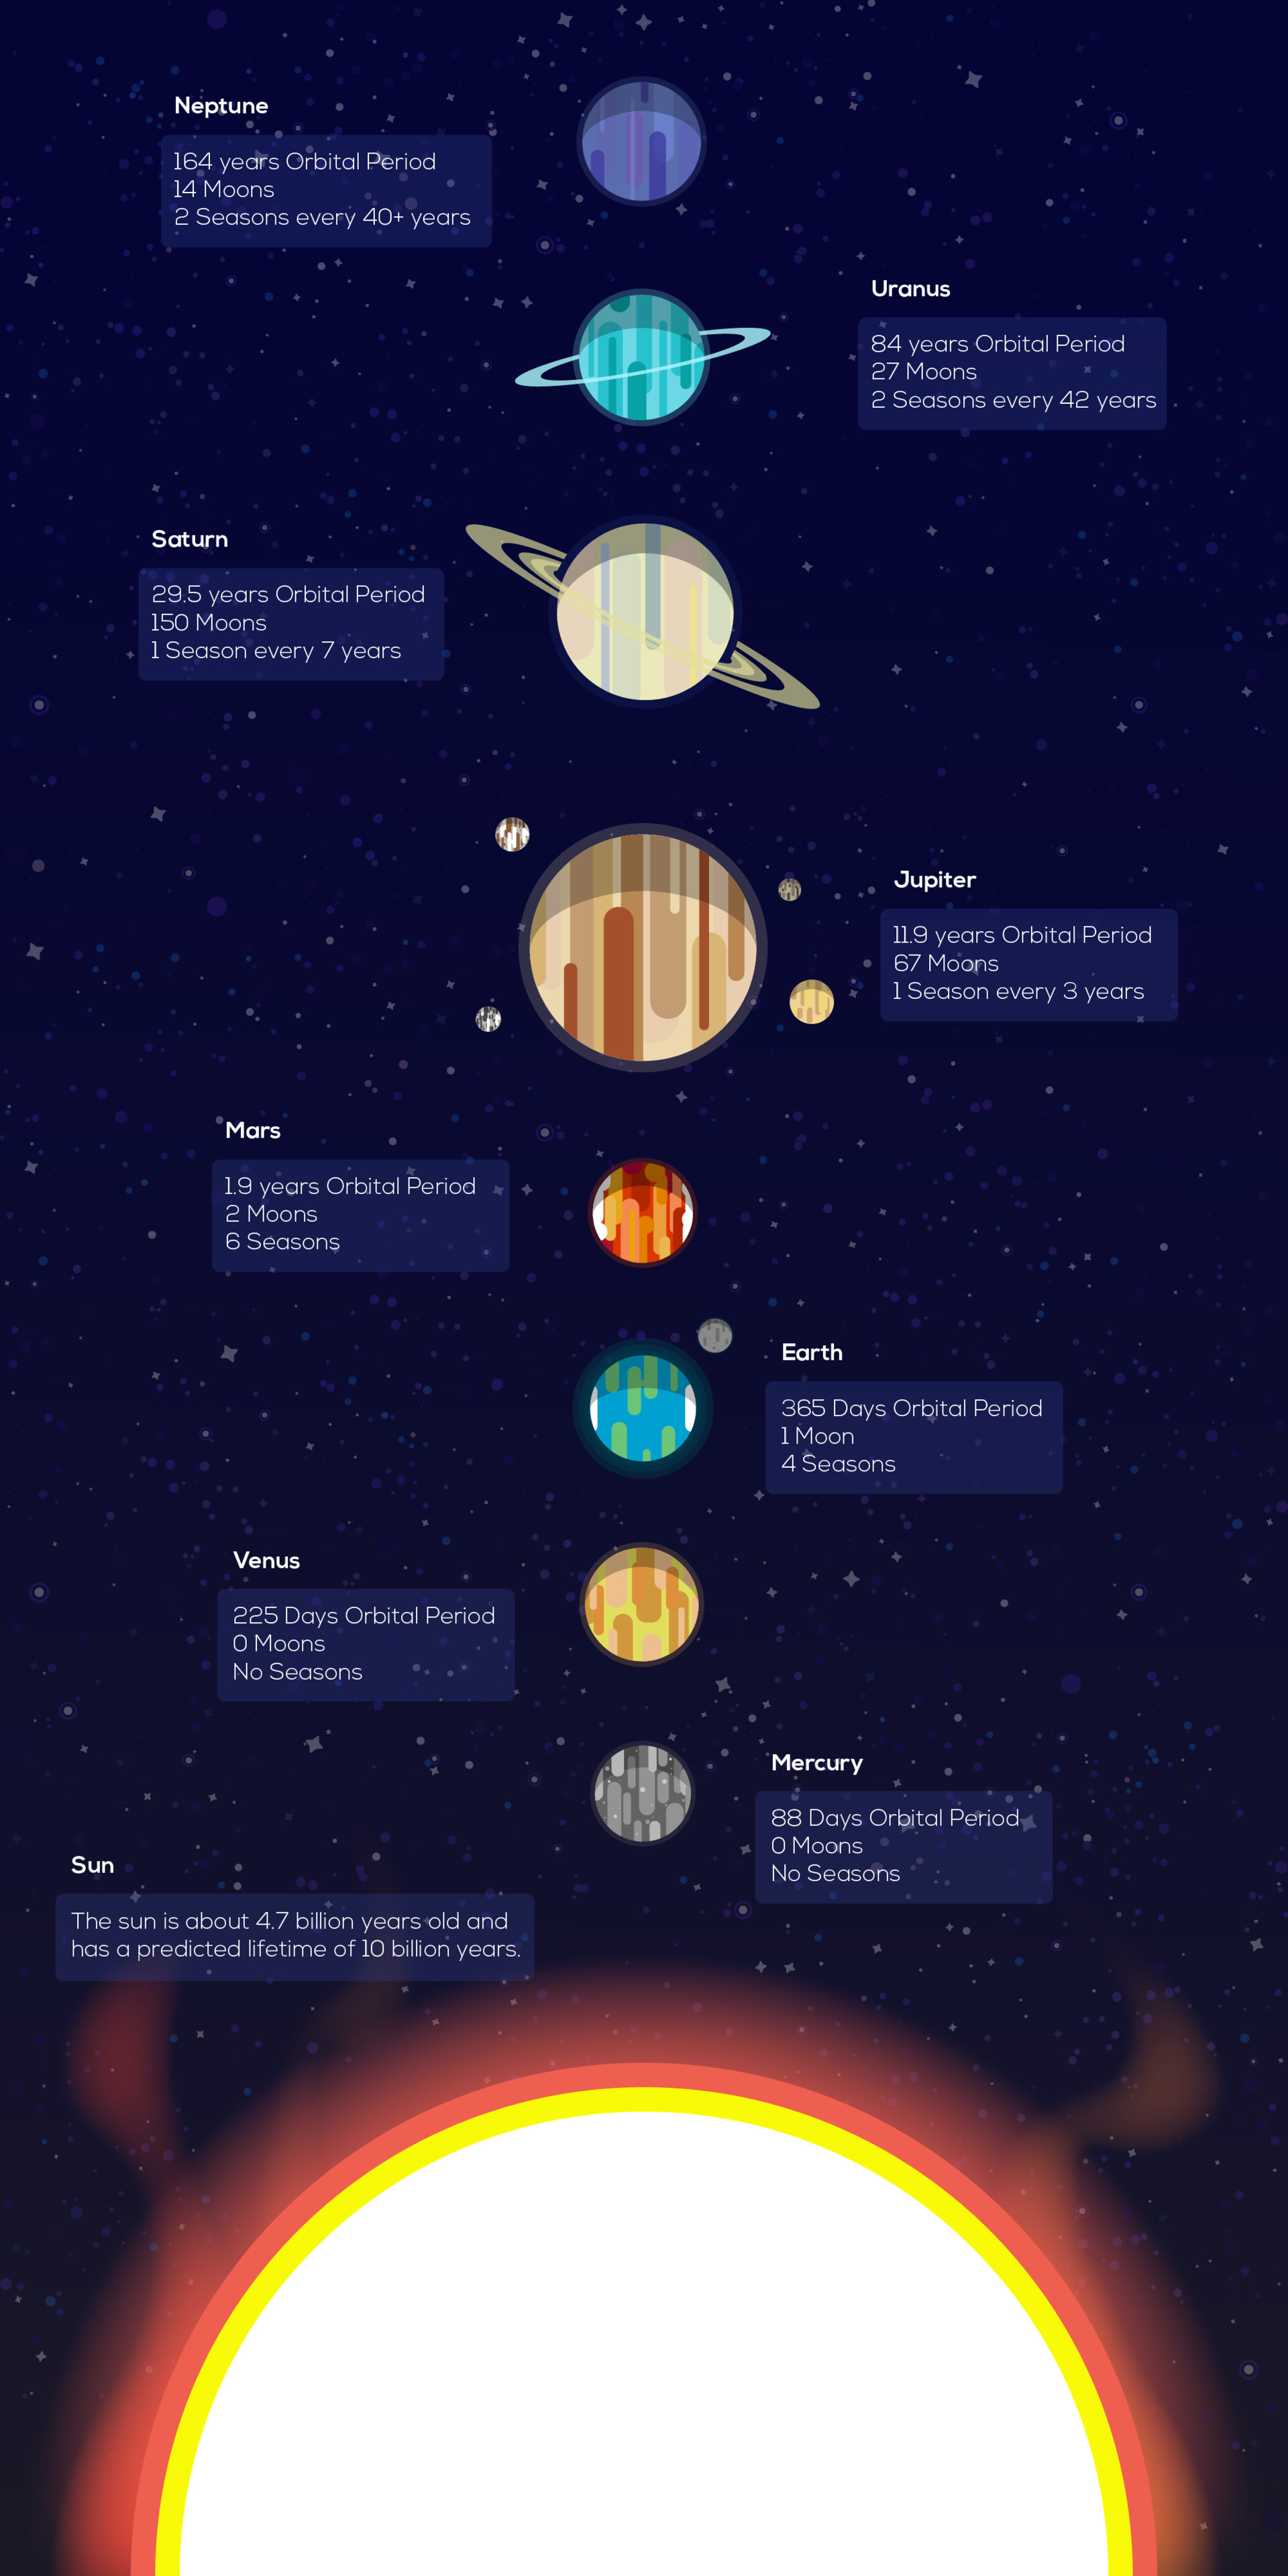 Neptune
164 years Orbital Period
14 Moons
2 Seasons every 40+ years
Uranus
84 years Orbital Period
27 Moons
2 Seasons every 42 years
Saturn
29.5 years Orbital Period
150 Moons
1 Season every 7 years
Jupiter
11.9 years Orbital Period
67 Moons
1 Season every 3 years
Mars
1.9 years Orbital Period
2 Moons
6 Seasons
Earth
365 Days Orbital Period
1 Moon
4 Seasons
Venus
225 Days Orbital Period
0 Moons
No Seasons
Mercury
88 Days Orbital Period
0 Moons
No Seasons
Sun
The sun is about 4.7 billion years old and
has a predicted lifetime of 10 billion years.